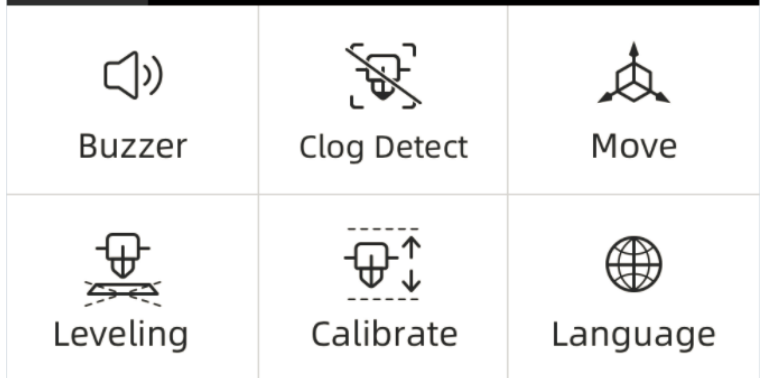 Buzzer
Clog Detect
Move
Leveling
Calibrate
Language